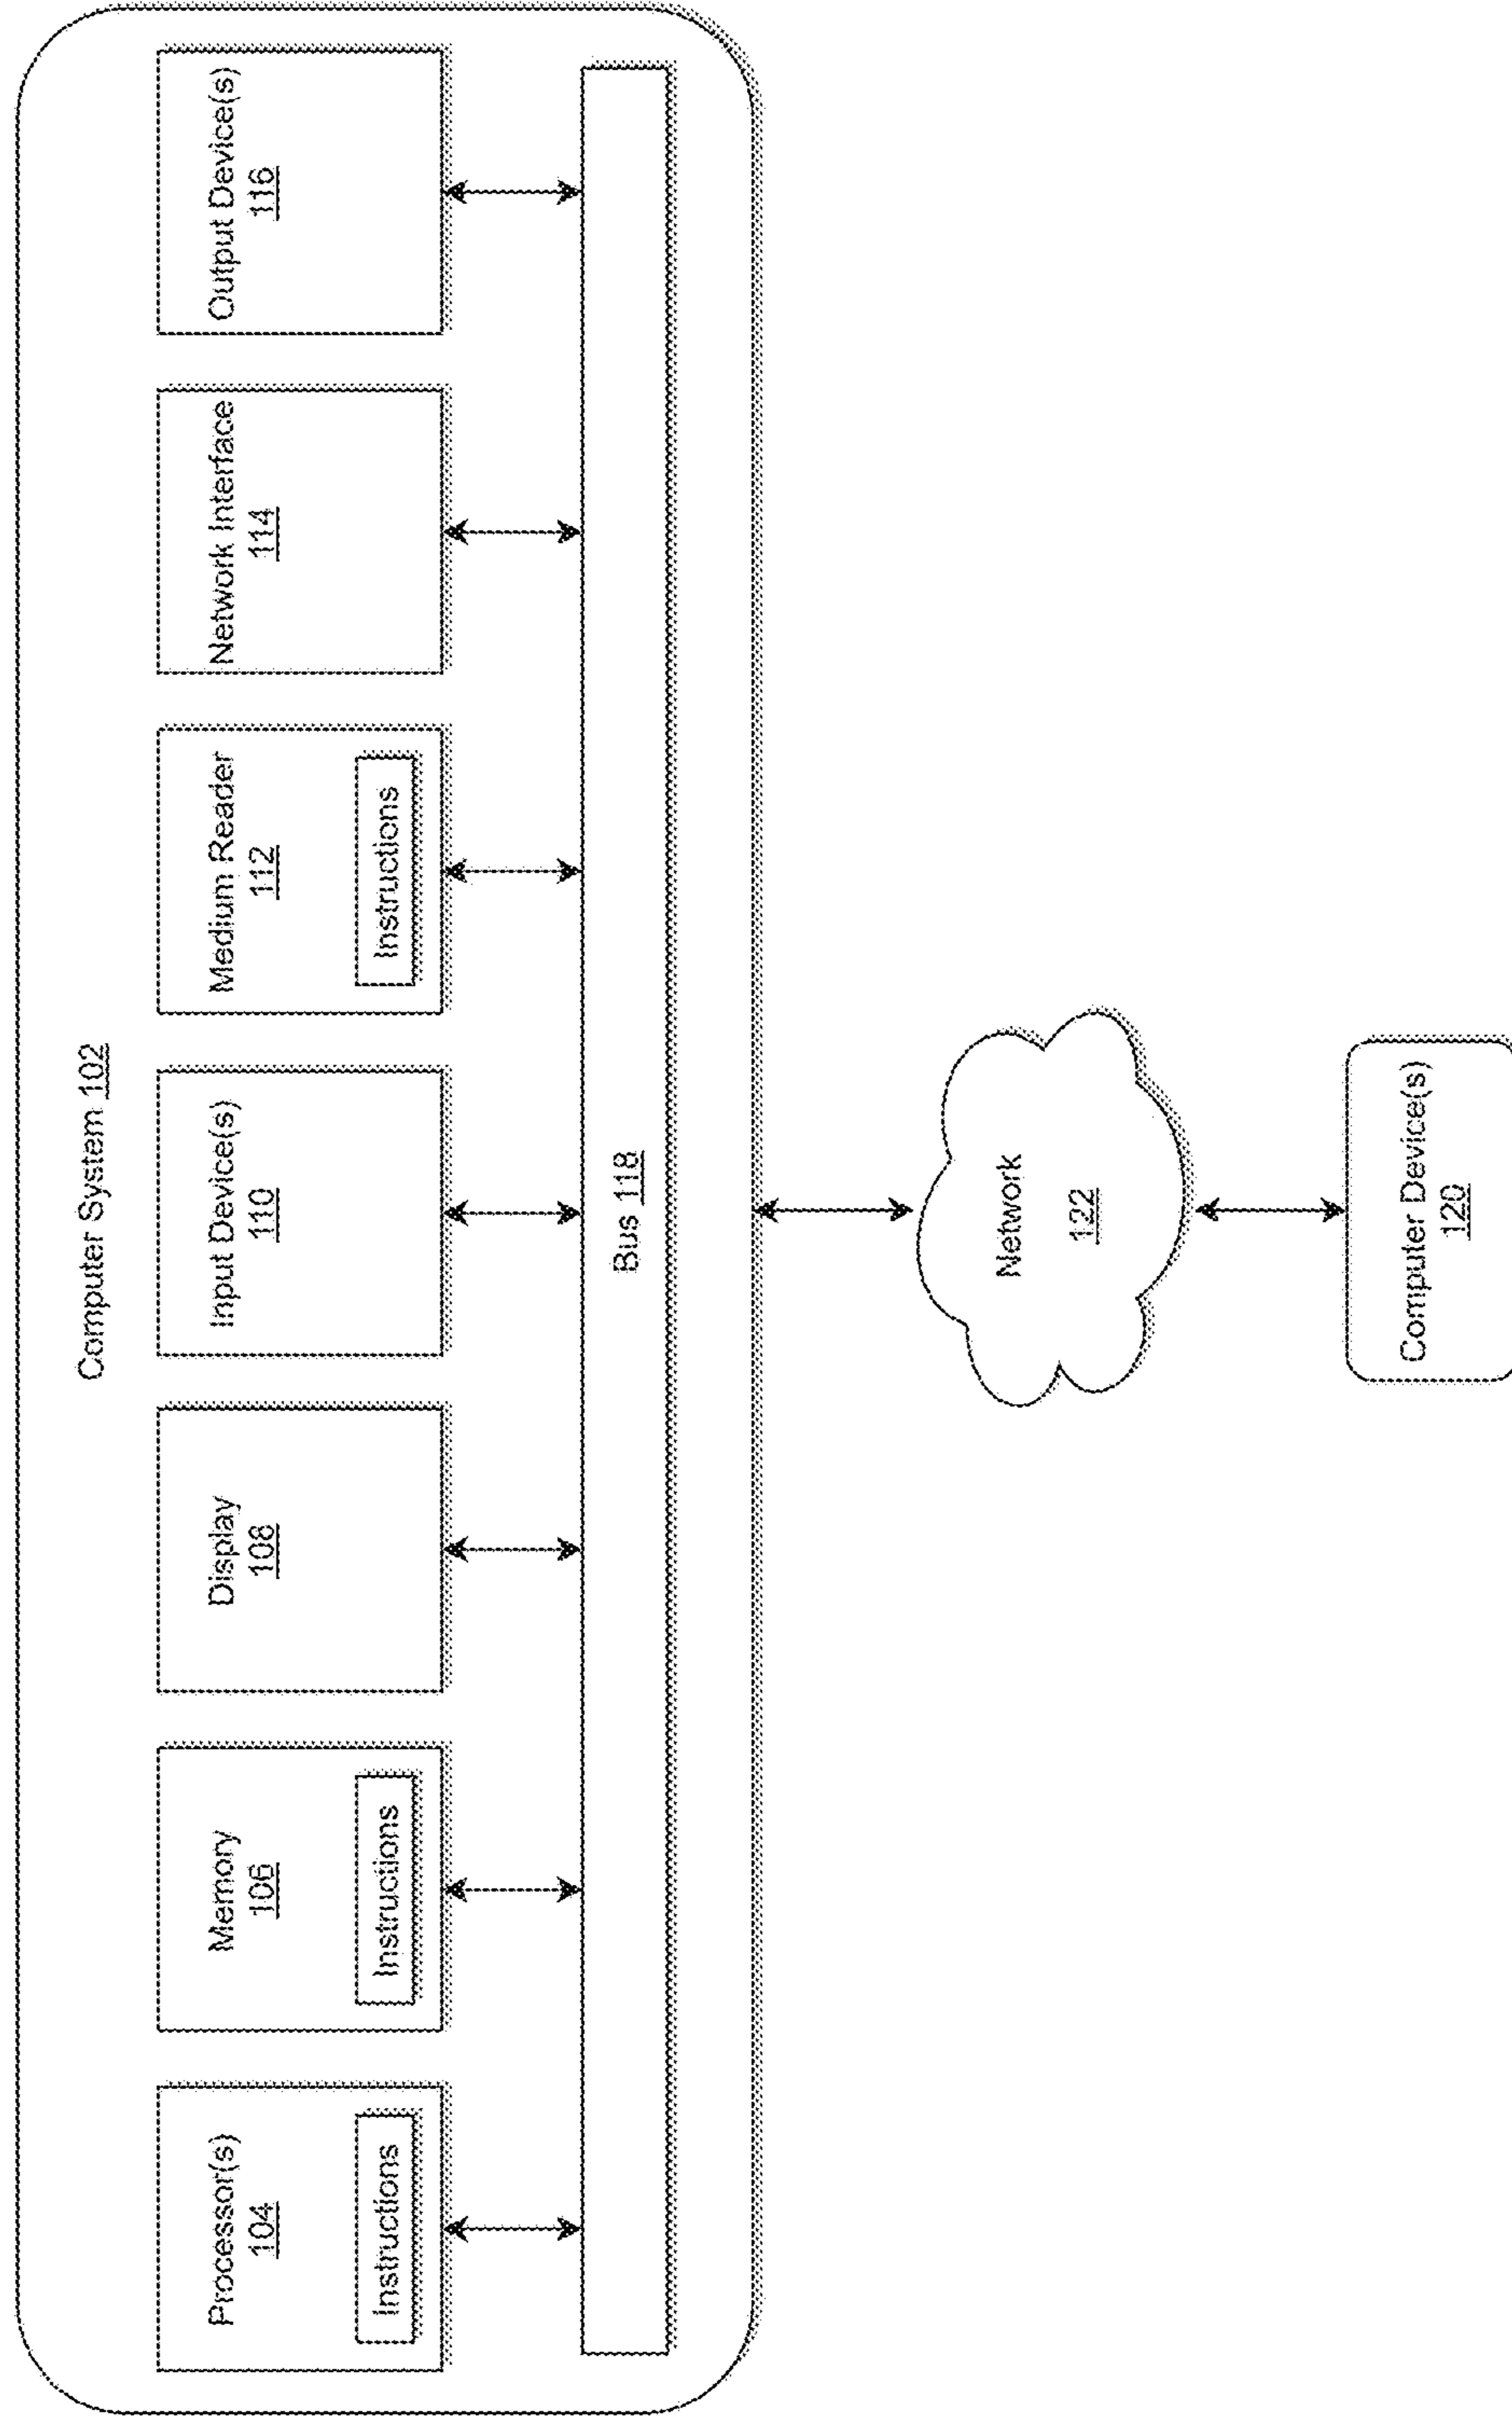 Computer System 102
Processor(s)
104
Instructions
Memory
106
Instructions
Display
108
Input Device(s)
110
Medium Reader
112
Instructions
Network Interface
114
Output Device(s)
116
Bus 118
Network
122
Computer Device(s)
120